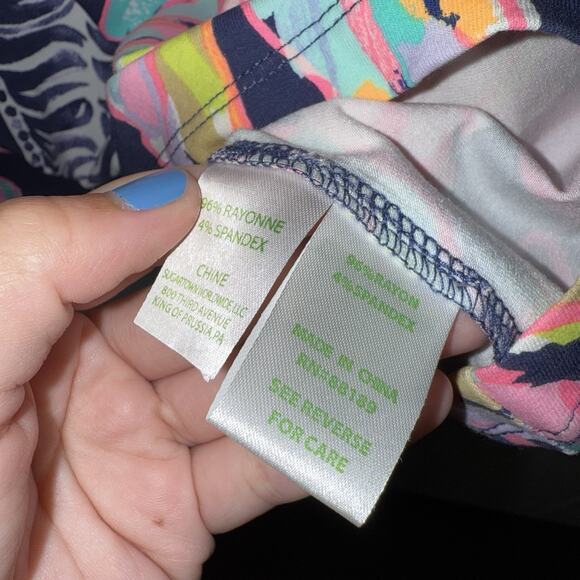 96% RAYONNE
4% SPANDEX
CHINE
SUGARTOWN WORLDWIDE, LLC
800 THIRD AVENUE
KING OF PRUSSIA, PA
96% RAYON
4% SPANDEX
MADE IN CHINA
RN#80189
SEE REVERSE
FOR CARE